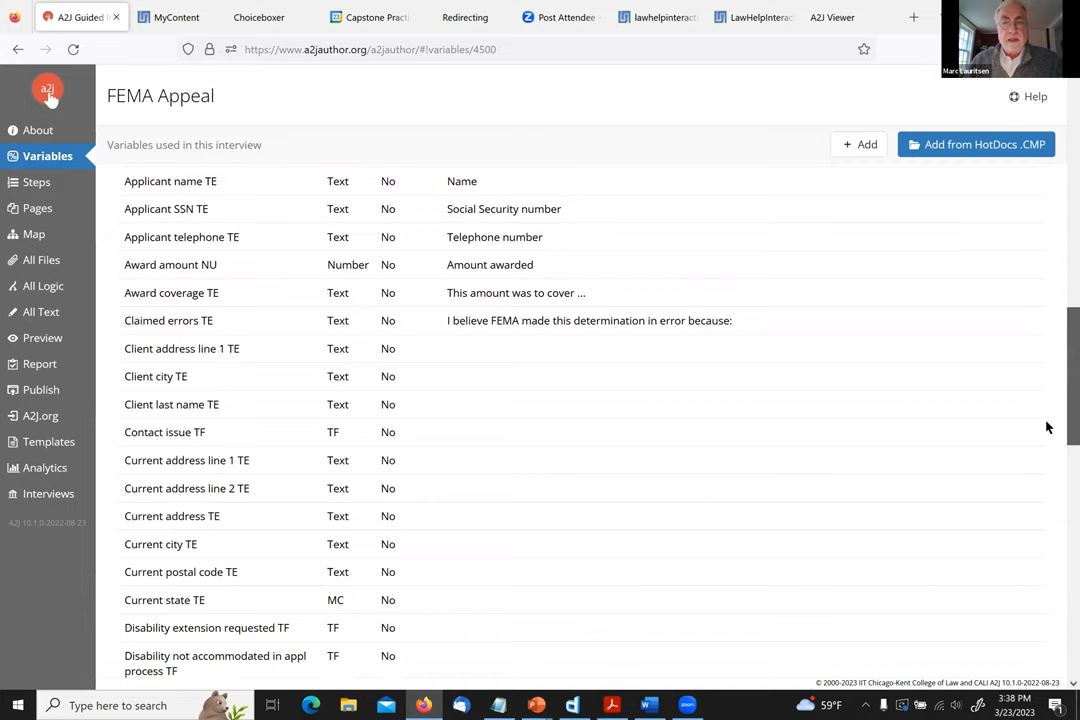 A2J Guided I
MyContent
Choiceboxer
Capstone Practi
Redirecting
Post Attendee
lawhelpinterac
LawHelpInterac
A2J Viewer
https://www.a2jauthor.org/a2jauthor/#!variables/4500
Marc Lauritsen
a2j
FEMA Appeal
Help
About
Variables
Steps
Pages
Map
All Files
All Logic
All Text
Preview
Report
Publish
A2J.org
Templates
Analytics
Interviews
A2J 10.1.0-2022-08-23
Variables used in this interview
+ Add
Add from HotDocs .CMP
Applicant name TE Text No Name
Applicant SSN TE Text No Social Security number
Applicant telephone TE Text No Telephone number
Award amount NU Number No Amount awarded
Award coverage TE Text No This amount was to cover ...
Claimed errors TE Text No I believe FEMA made this determination in error because:
Client address line 1 TE Text No
Client city TE Text No
Client last name TE Text No
Contact issue TF TF No
Current address line 1 TE Text No
Current address line 2 TE Text No
Current address TE Text No
Current city TE Text No
Current postal code TE Text No
Current state TE MC No
Disability extension requested TF TF No
Disability not accommodated in appl TF No
process TF
© 2000-2023 IIT Chicago-Kent College of Law and CALI A2J 10.1.0-2022-08-23
Type here to search
zoom
59°F
3:38 PM
3/23/2023